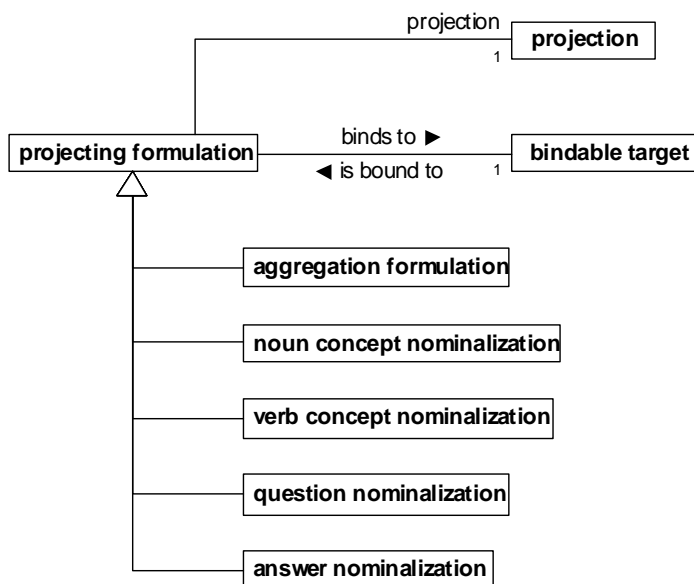 projection
projection
1
projecting formulation
binds to ►
bindable target
◄ is bound to
1
aggregation formulation
noun concept nominalization
verb concept nominalization
question nominalization
answer nominalization